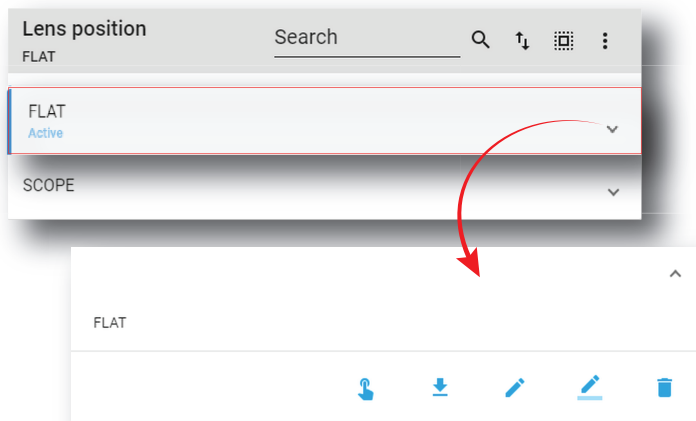 Lens position
FLAT
Search
FLAT
Active
SCOPE
FLAT